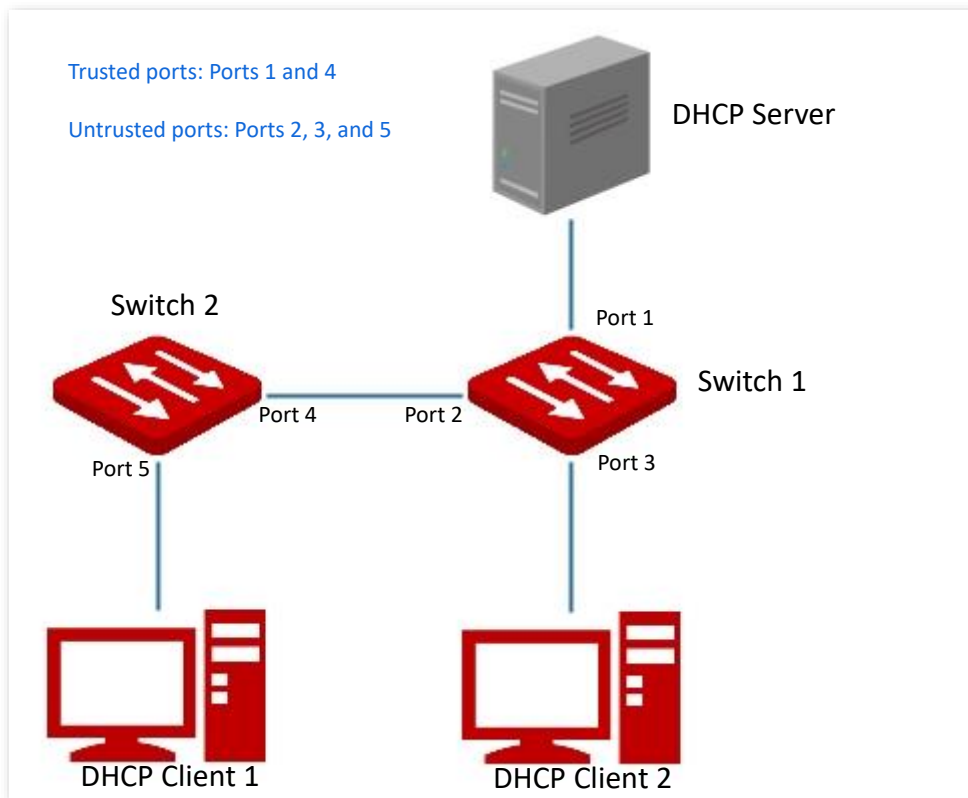 Trusted ports: Ports 1 and 4
Untrusted ports: Ports 2, 3, and 5
DHCP Server
Switch 2
Port 1
Switch 1
Port 4
Port 2
Port 5
Port 3
DHCP Client 1
DHCP Client 2